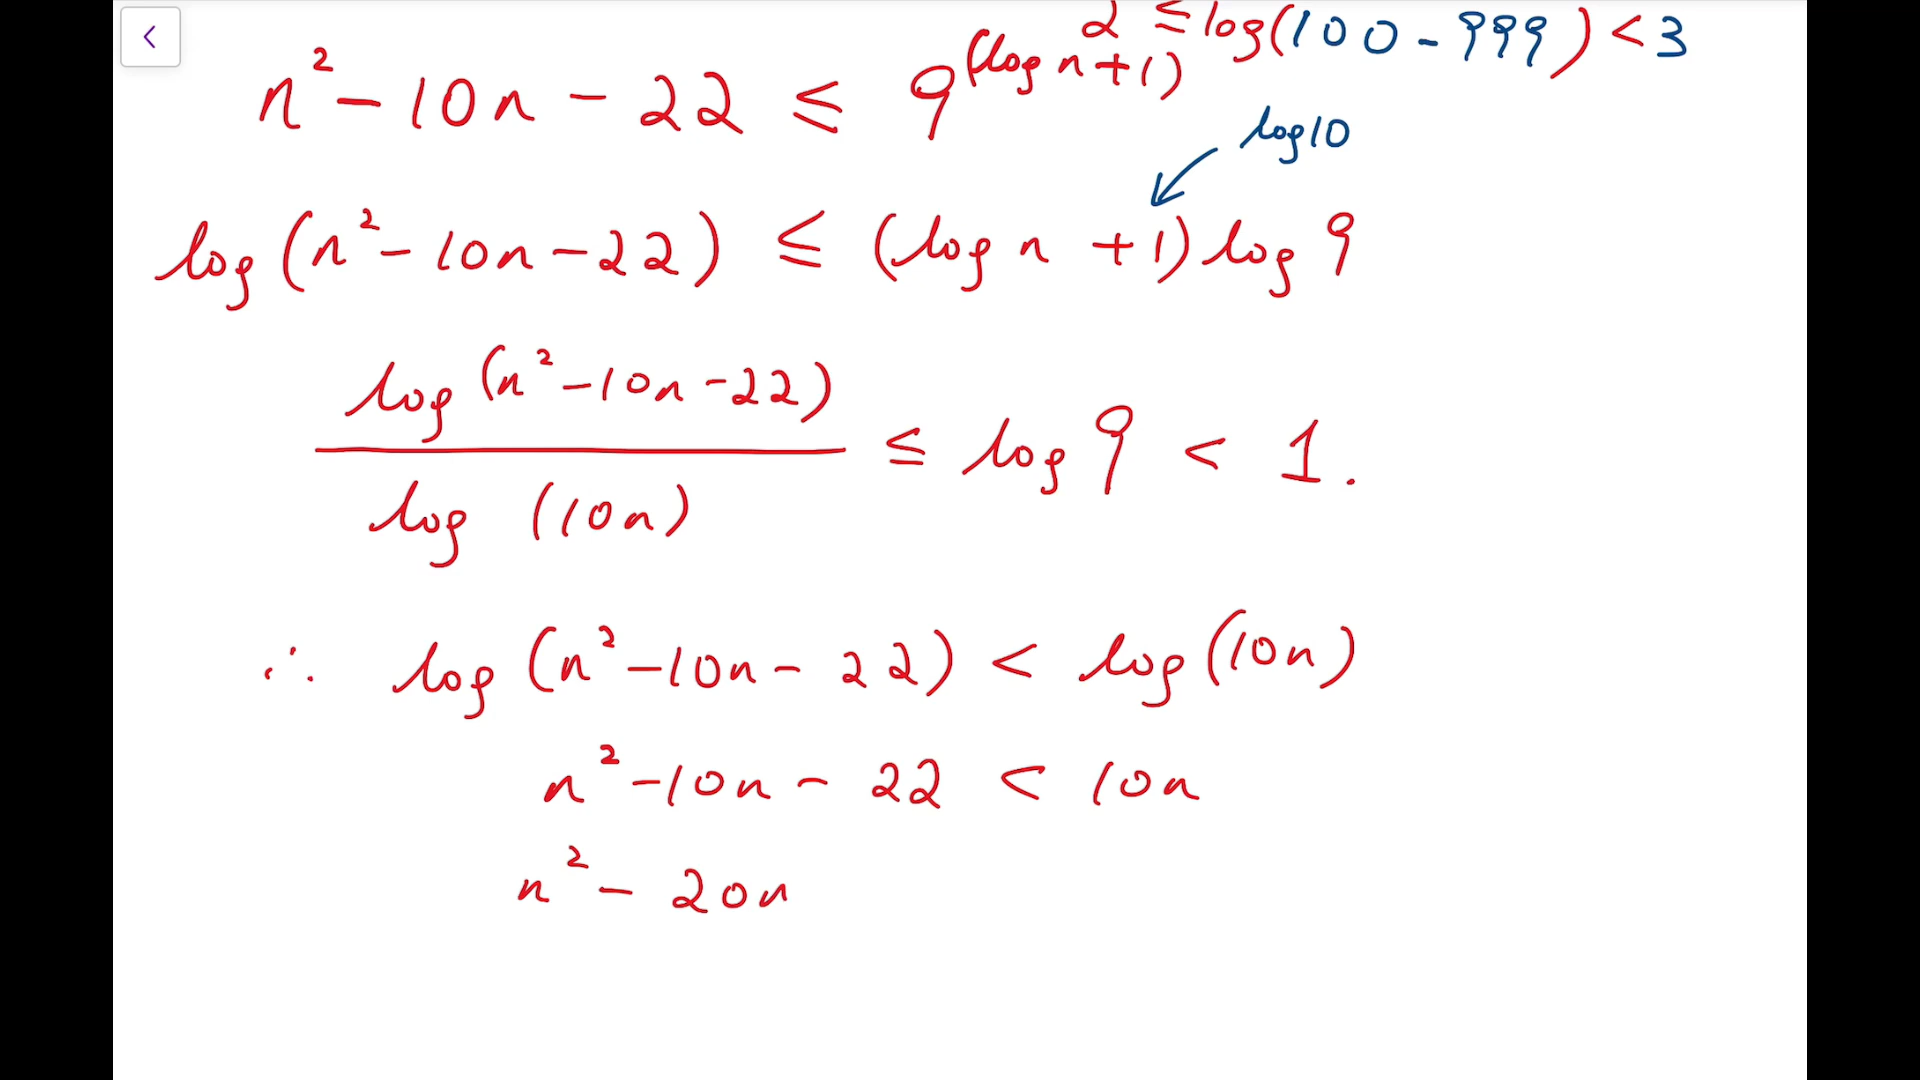 2 ≤ log(100-999) < 3
n² - 10n - 22 ≤ 9^(log n+1)
log10
log (n² - 10n - 22) ≤ (log n + 1) log 9
log (n² - 10n - 22)
≤ log 9 < 1.
log (10n)
∴ log (n² - 10n - 22) < log (10n)
n² - 10n - 22 < 10n
n² - 20n